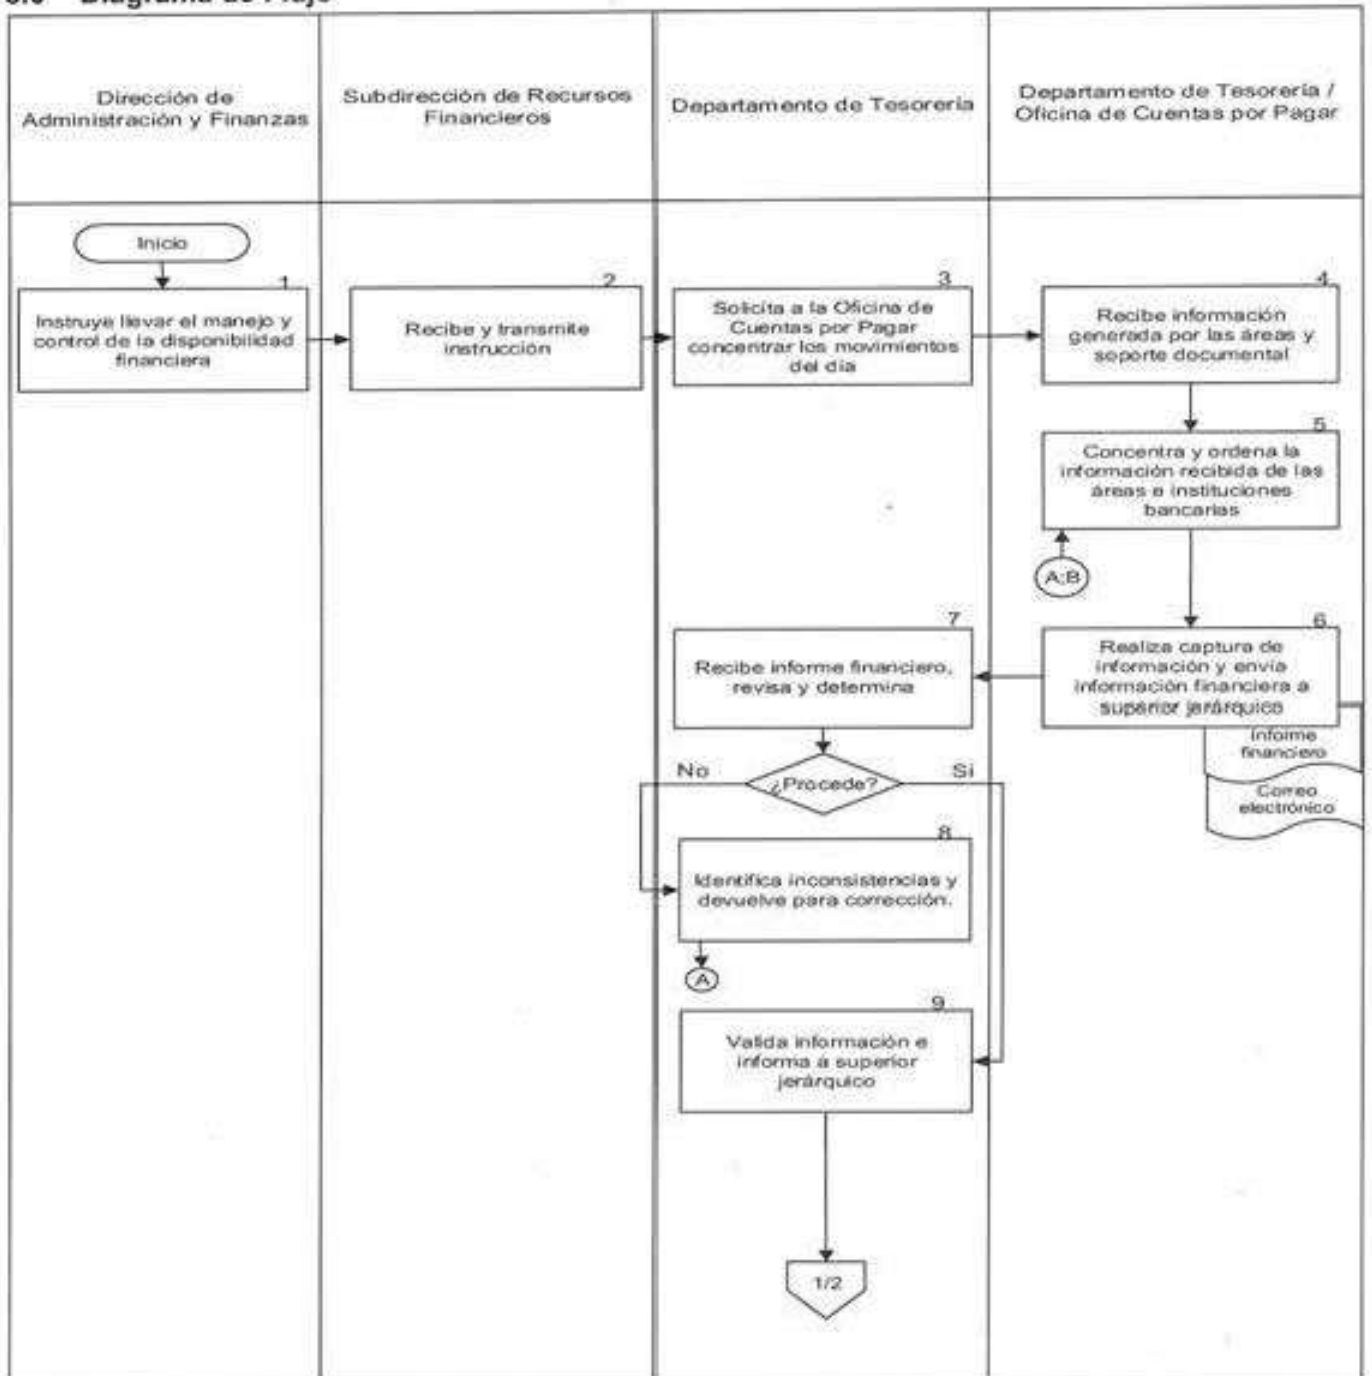 Diagrama de Flujo
Dirección de
Administración y Finanzas
Subdirección de Recursos
Financieros
Departamento de Tesorería
Departamento de Tesorería /
Oficina de Cuentas por Pagar
Inicio
1
Instruye llevar el manejo y
control de la disponibilidad
financiera
2
Recibe y transmite
instrucción
3
Solicita a la Oficina de
Cuentas por Pagar
concentrar los movimientos
del día
4
Recibe información
generada por las áreas y
soporte documental
5
Concentra y ordena la
información recibida de las
áreas e instituciones
bancarias
A;B
6
Realiza captura de
información y envía
información financiera a
superior jerárquico
Informe
financiero
Correo
electrónico
7
Recibe informe financiero,
revisa y determina
No
¿Procede?
Si
8
Identifica inconsistencias y
devuelve para corrección.
A
9
Valida información e
informa a superior
jerárquico
1/2